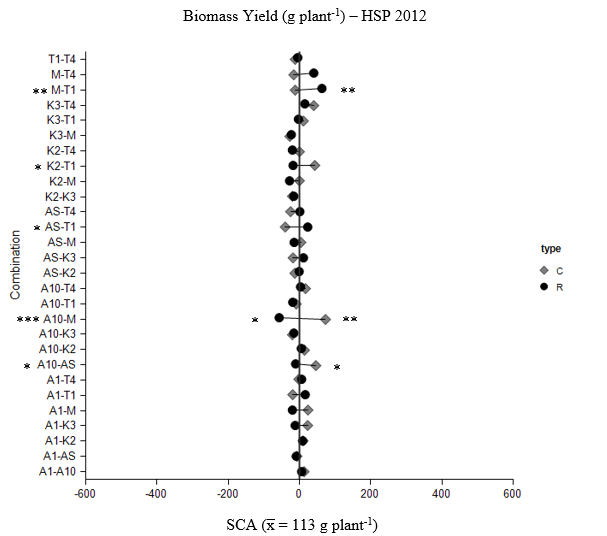 Biomass Yield (g plant-1) – HSP 2012
T1-T4
M-T4
** M-T1 **
K3-T4
K3-T1
K3-M
K2-T4
* K2-T1
K2-M
K2-K3
AS-T4
* AS-T1
AS-M
AS-K3
AS-K2
A10-T4
A10-T1
*** A10-M * **
A10-K3
A10-K2
* A10-AS *
A1-T4
A1-T1
A1-M
A1-K3
A1-K2
A1-AS
A1-A10
Combination
type
C
R
-600 -400 -200 0 200 400 600
SCA (x̅ = 113 g plant-1)